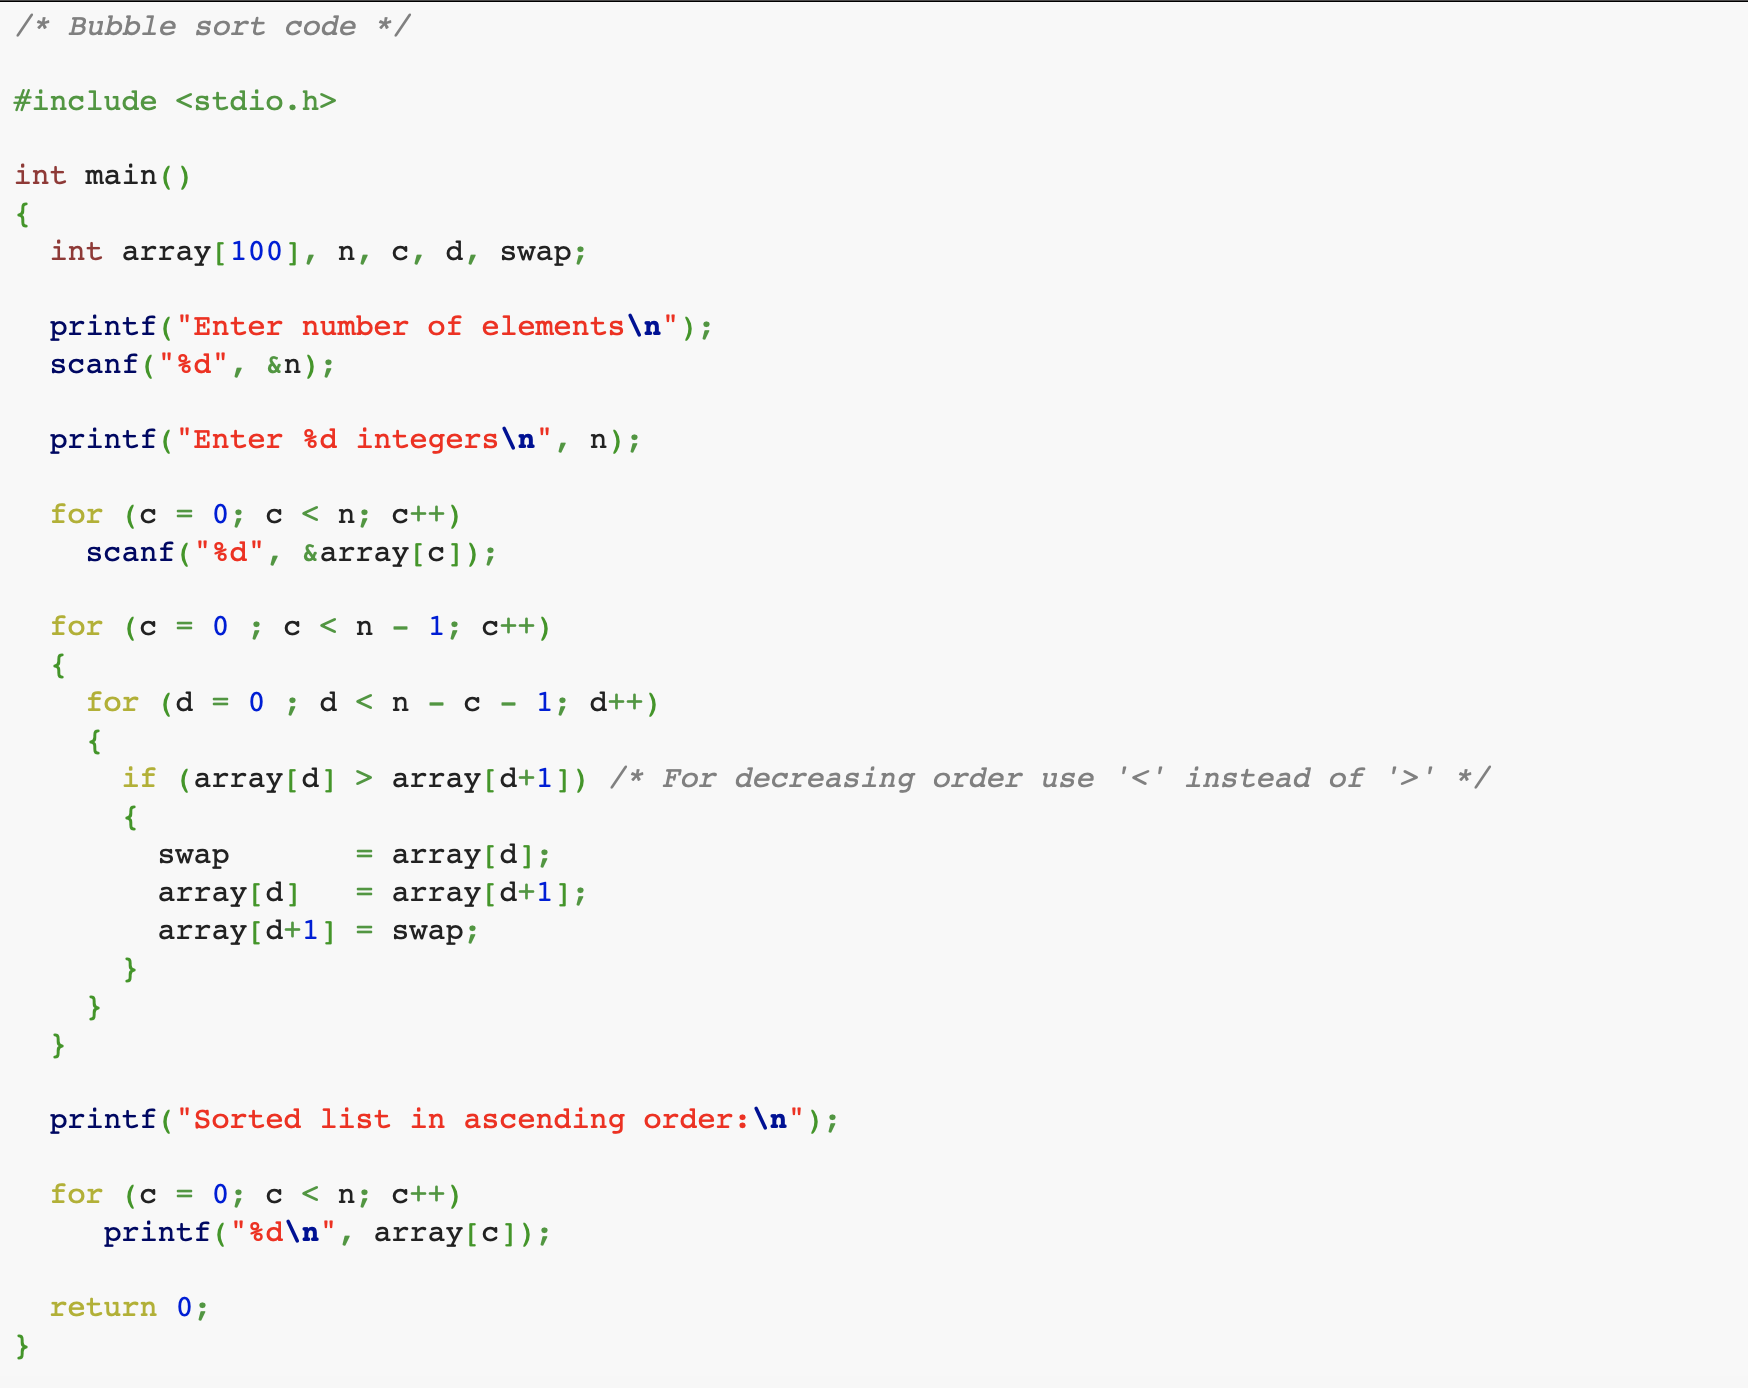 /* Bubble sort code */

#include <stdio.h>

int main()
{
  int array[100], n, c, d, swap;

  printf("Enter number of elements\n");
  scanf("%d", &n);

  printf("Enter %d integers\n", n);

  for (c = 0; c < n; c++)
    scanf("%d", &array[c]);

  for (c = 0 ; c < n - 1; c++)
  {
    for (d = 0 ; d < n - c - 1; d++)
    {
      if (array[d] > array[d+1]) /* For decreasing order use '<' instead of '>' */
      {
        swap       = array[d];
        array[d]   = array[d+1];
        array[d+1] = swap;
      }
    }
  }

  printf("Sorted list in ascending order:\n");

  for (c = 0; c < n; c++)
     printf("%d\n", array[c]);

  return 0;
}